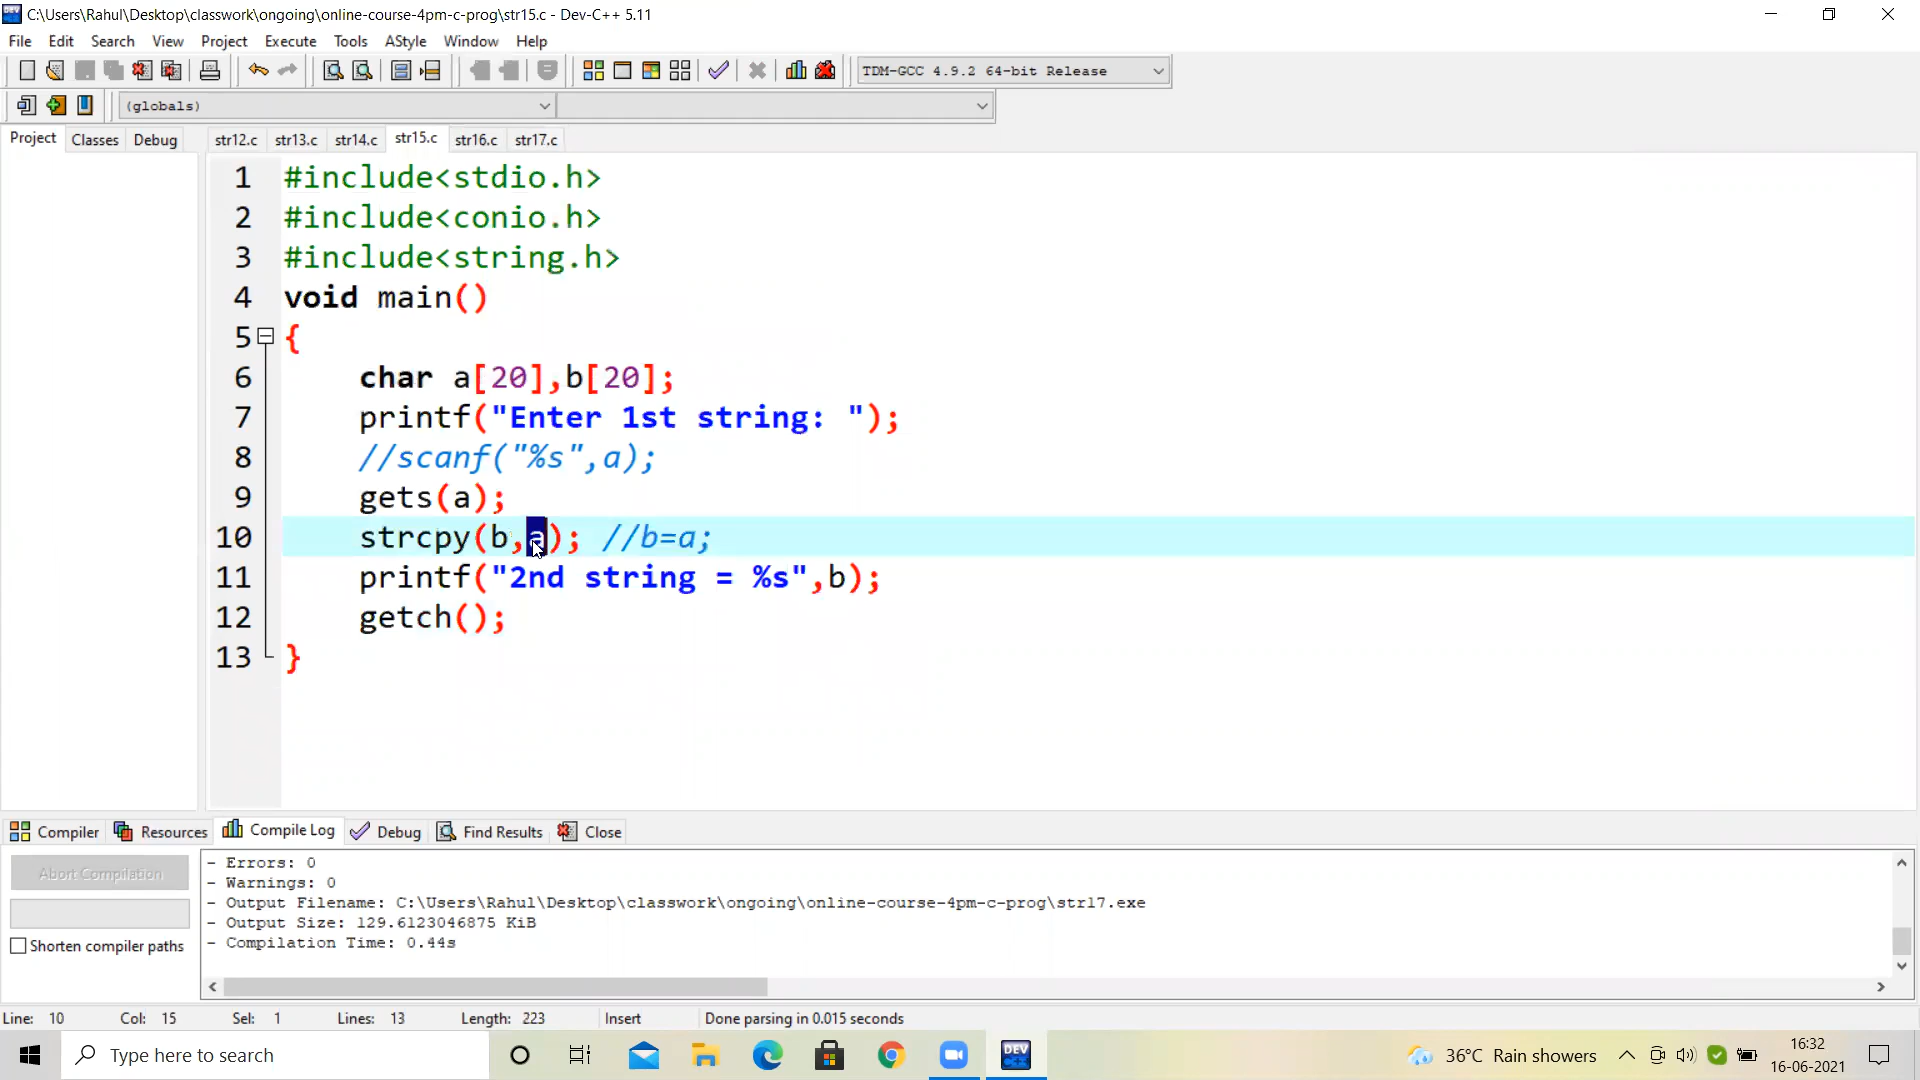 C:\Users\Rahul\Desktop\classwork\ongoing\online-course-4pm-c-prog\str15.c - Dev-C++ 5.11
File Edit Search View Project Execute Tools AStyle Window Help
TDM-GCC 4.9.2 64-bit Release
(globals)
Project Classes Debug str12.c str13.c str14.c str15.c str16.c str17.c
1 #include<stdio.h>
2 #include<conio.h>
3 #include<string.h>
4 void main()
5 {
6 char a[20],b[20];
7 printf("Enter 1st string: ");
8 //scanf("%s",a);
9 gets(a);
10 strcpy(b,a); //b=a;
11 printf("2nd string = %s",b);
12 getch();
13 }
Compiler Resources Compile Log Debug Find Results Close
Abort Compilation
Shorten compiler paths
- Errors: 0
- Warnings: 0
- Output Filename: C:\Users\Rahul\Desktop\classwork\ongoing\online-course-4pm-c-prog\str17.exe
- Output Size: 129.6123046875 KiB
- Compilation Time: 0.44s
Line: 10 Col: 15 Sel: 1 Lines: 13 Length: 223 Insert Done parsing in 0.015 seconds
Type here to search
DEV
36°C Rain showers
16:32
16-06-2021